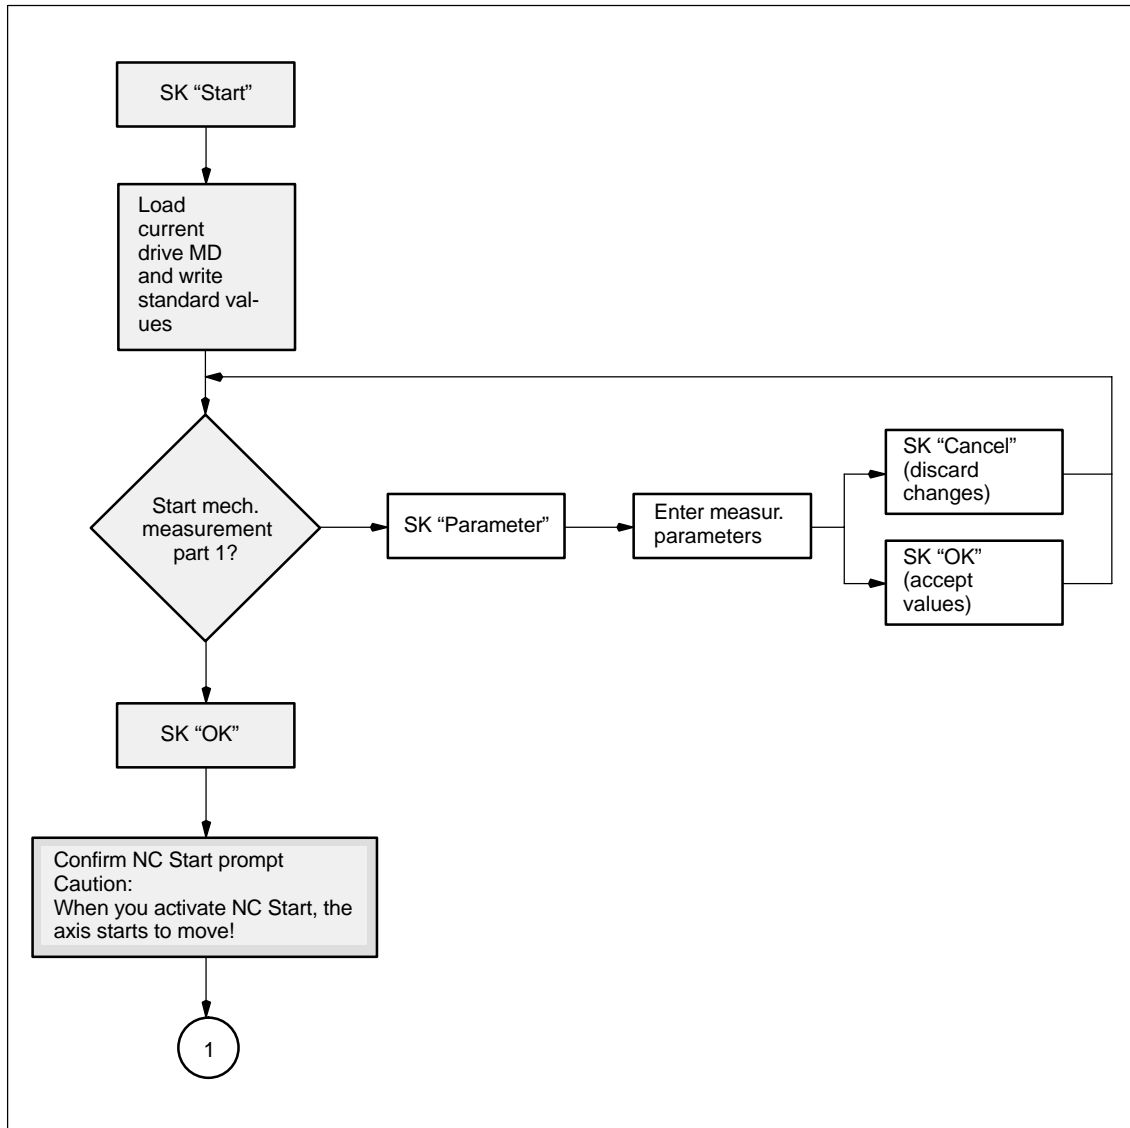 SK “Start”
Load
current
drive MD
and write
standard val-
ues
Start mech.
measurement
part 1?
SK “Parameter”
Enter measur.
parameters
SK “Cancel”
(discard
changes)
SK “OK”
(accept
values)
SK “OK”
Confirm NC Start prompt
Caution:
When you activate NC Start, the
axis starts to move!
1